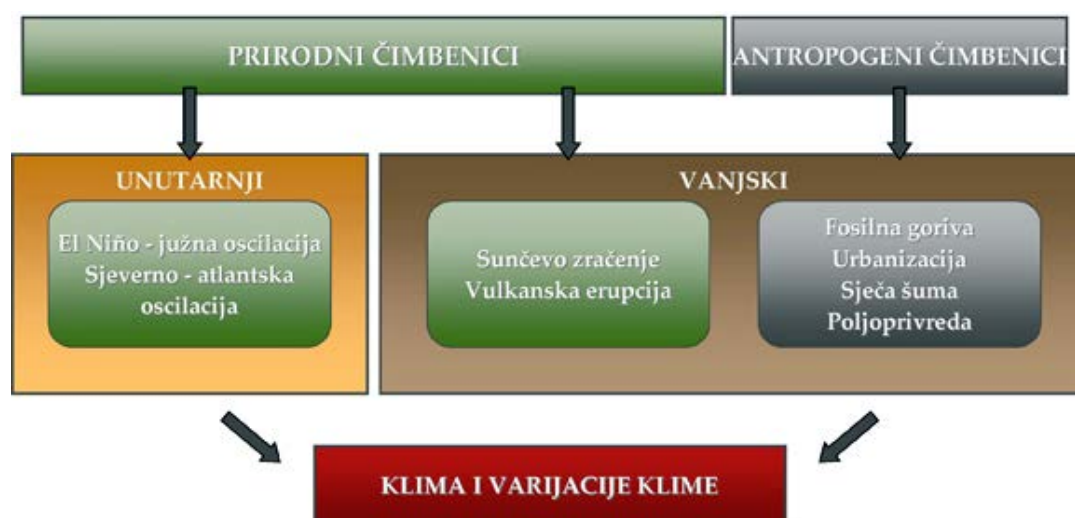 PRIRODNI ČIMBENICI
ANTROPOGENI ČIMBENICI
UNUTARNJI
El Niño - južna oscilacija
Sjeverno - atlantska
oscilacija
VANJSKI
Sunčevo zračenje
Vulkanska erupcija
Fosilna goriva
Urbanizacija
Sječa šuma
Poljoprivreda
KLIMA I VARIJACIJE KLIME